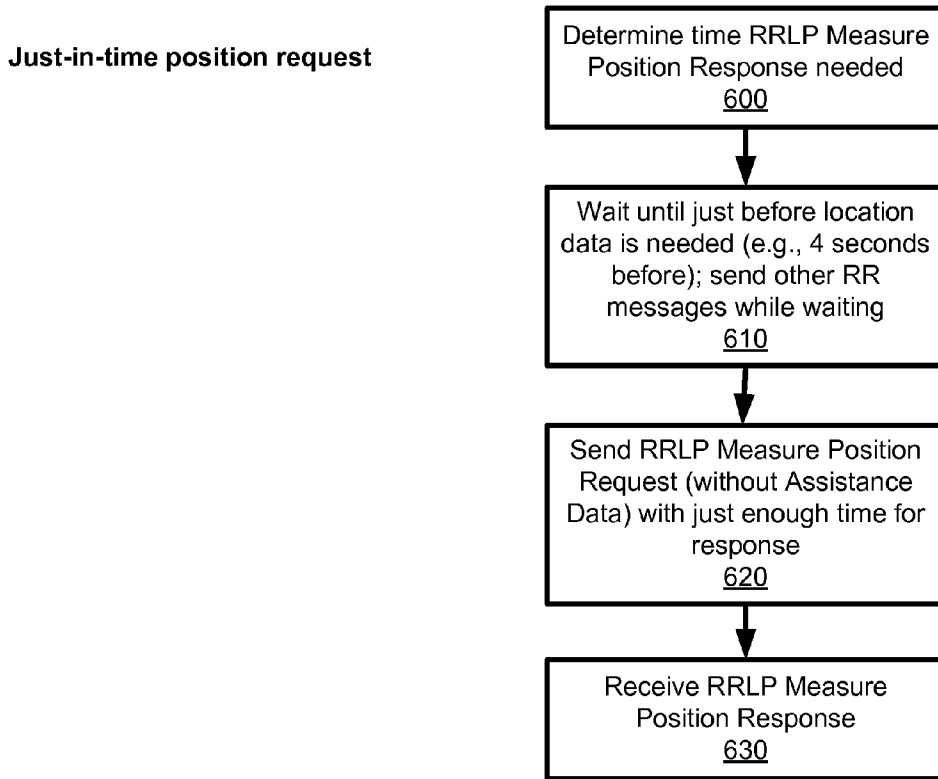 Just-in-time position request
Determine time RRLP Measure
Position Response needed
600
Wait until just before location
data is needed (e.g., 4 seconds
before); send other RR
messages while waiting
610
Send RRLP Measure Position
Request (without Assistance
Data) with just enough time for
response
620
Receive RRLP Measure
Position Response
630